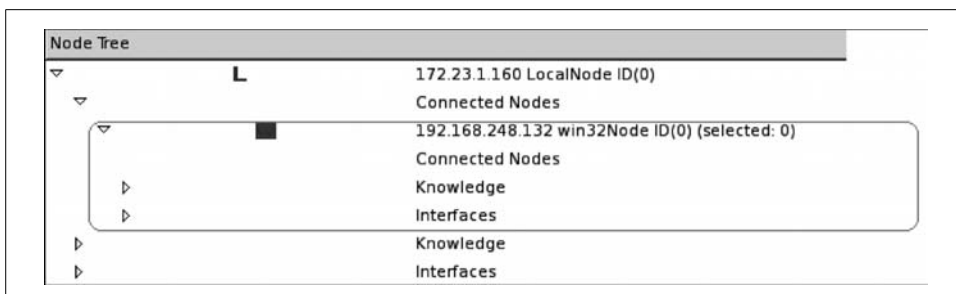 Node Tree
L 172.23.1.160 LocalNode ID(0)
Connected Nodes
192.168.248.132 win32Node ID(0) (selected: 0)
Connected Nodes
Knowledge
Interfaces
Knowledge
Interfaces